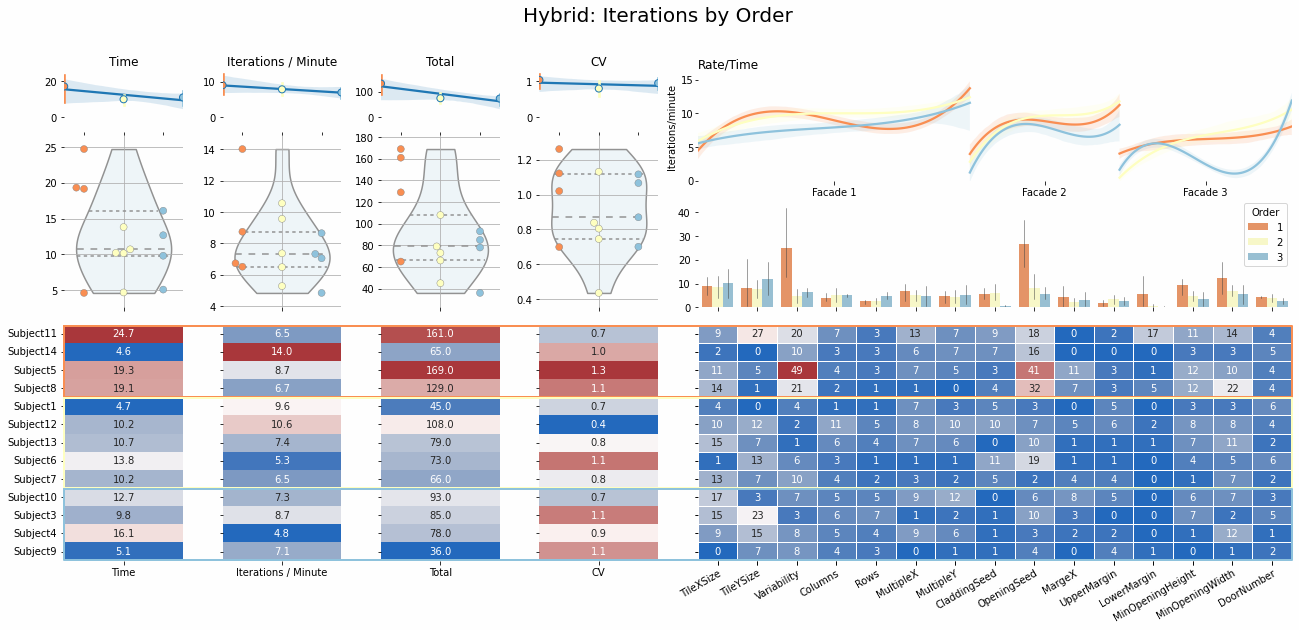 Hybrid: Iterations by Order
Time
Iterations / Minute
Total
CV
Rate/Time
20
0
10
0
100
0
1
0
15
10
5
0
Iterations/minute
Facade 1
Facade 2
Facade 3
25
20
15
10
5
14
12
10
8
6
4
180
160
140
120
100
80
60
40
1.2
1.0
0.8
0.6
0.4
40
30
20
10
0
Order
1
2
3
Subject11 24.7 6.5 161.0 0.7 9 27 20 7 3 13 7 9 18 0 2 17 11 14 4
Subject14 4.6 14.0 65.0 1.0 2 0 10 3 3 6 7 7 16 0 0 0 3 3 5
Subject5 19.3 8.7 169.0 1.3 11 5 49 4 3 7 5 3 41 11 3 1 12 10 4
Subject8 19.1 6.7 129.0 1.1 14 1 21 2 1 1 0 4 32 7 3 5 12 22 4
Subject1 4.7 9.6 45.0 0.7 4 0 4 1 1 7 3 5 3 0 5 0 3 3 6
Subject12 10.2 10.6 108.0 0.4 10 12 2 11 5 8 10 10 7 5 6 2 8 8 4
Subject13 10.7 7.4 79.0 0.8 15 7 1 6 4 7 6 0 10 1 1 1 7 11 2
Subject6 13.8 5.3 73.0 1.1 1 13 6 3 1 1 1 11 19 1 1 0 4 5 6
Subject7 10.2 6.5 66.0 0.8 13 7 10 4 2 3 2 5 2 4 4 0 1 7 2
Subject10 12.7 7.3 93.0 0.7 17 3 7 5 5 9 12 0 6 8 5 0 6 7 3
Subject3 9.8 8.7 85.0 1.1 15 23 3 6 7 1 2 1 10 3 0 0 7 2 5
Subject4 16.1 4.8 78.0 0.9 9 15 8 5 4 9 6 1 3 2 2 0 1 12 1
Subject9 5.1 7.1 36.0 1.1 0 7 8 4 3 0 1 1 4 0 4 1 0 1 2
Time
Iterations / Minute
Total
CV
TileXSize
TileYSize
Variability
Columns
Rows
MultipleX
MultipleY
CladdingSeed
OpeningSeed
MargeX
UpperMargin
LowerMargin
MinOpeningHeight
MinOpeningWidth
DoorNumber